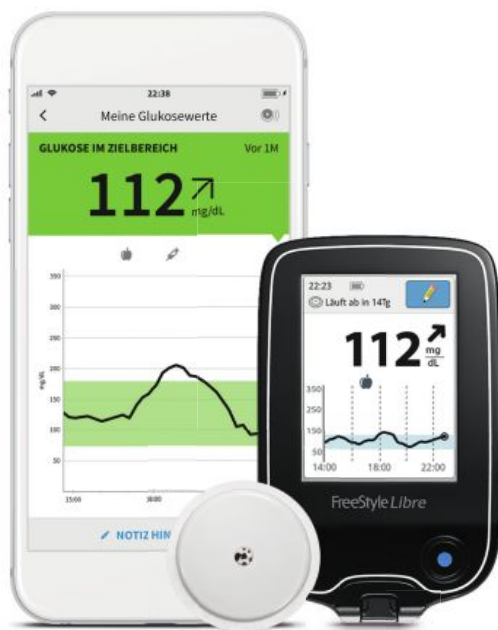 22:38
Meine Glukosewerte
GLUKOSE IM ZIELBEREICH
Vor 1M
112
mg/dL
350
300
250
200
150
100
50
mg/dL
15:00
NOTIZ HIN
22:23
Läuft ab in 14Tg
112
mg
dL
350
250
150
50
14:00
18:00
22:00
FreeStyle Libre